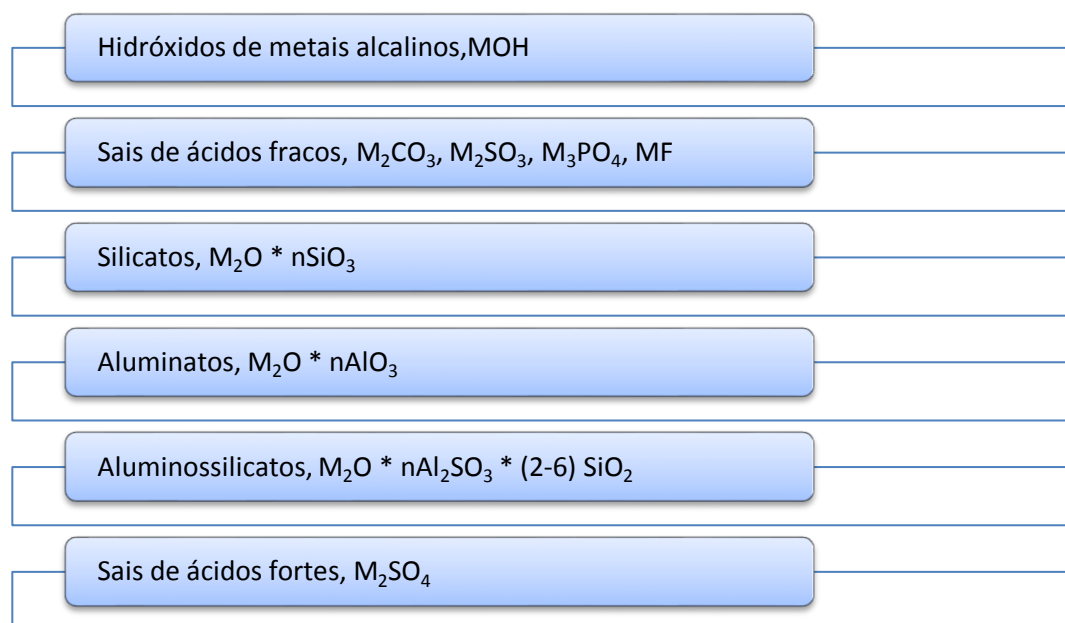 Hidróxidos de metais alcalinos,MOH
Sais de ácidos fracos, M₂CO₃, M₂SO₃, M₃PO₄, MF
Silicatos, M₂O * nSiO₃
Aluminatos, M₂O * nAlO₃
Aluminossilicatos, M₂O * nAl₂SO₃ * (2-6) SiO₂
Sais de ácidos fortes, M₂SO₄